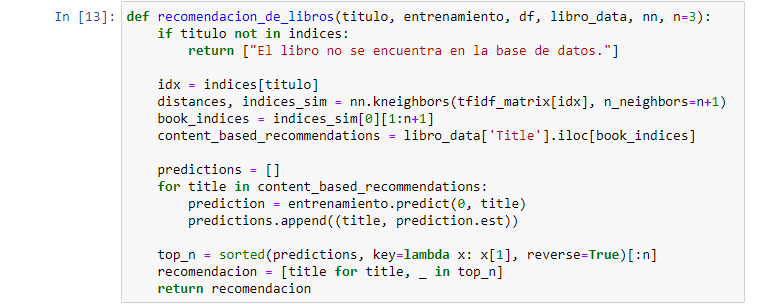 In [13]: def recomendacion_de_libros(titulo, entrenamiento, df, libro_data, nn, n=3):
    if titulo not in indices:
        return ["El libro no se encuentra en la base de datos."]

    idx = indices[titulo]
    distances, indices_sim = nn.kneighbors(tfidf_matrix[idx], n_neighbors=n+1)
    book_indices = indices_sim[0][1:n+1]
    content_based_recommendations = libro_data['Title'].iloc[book_indices]

    predictions = []
    for title in content_based_recommendations:
        prediction = entrenamiento.predict(0, title)
        predictions.append((title, prediction.est))

    top_n = sorted(predictions, key=lambda x: x[1], reverse=True)[:n]
    recomendacion = [title for title, _ in top_n]
    return recomendacion